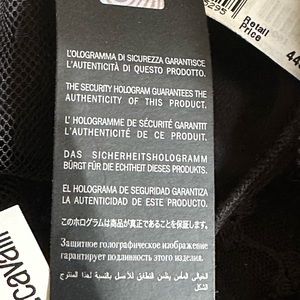 Retail
Price
L'OLOGRAMMA DI SICUREZZA GARANTISCE
L'AUTENTICITÀ DI QUESTO PRODOTTO.
THE SECURITY HOLOGRAM GUARANTEES THE
AUTHENTICITY OF THIS PRODUCT.
L' HOLOGRAMME DE SÉCURITÉ GARANTIT
L'AUTHENTICITÉ DE CE PRODUIT.
DAS SICHERHEITSHOLOGRAMM
BÜRGT FÜR DIE ECHTHEIT DIESES PRODUKTS.
EL HOLOGRAMA DE SEGURIDAD GARANTIZA
LA AUTENTICIDAD DE ESTE PRODUCTO.
このホログラムは商品が真正であることを保証します。
Защитное голографическое изображение
гарантирует подлинность этого изделия.
cavalli